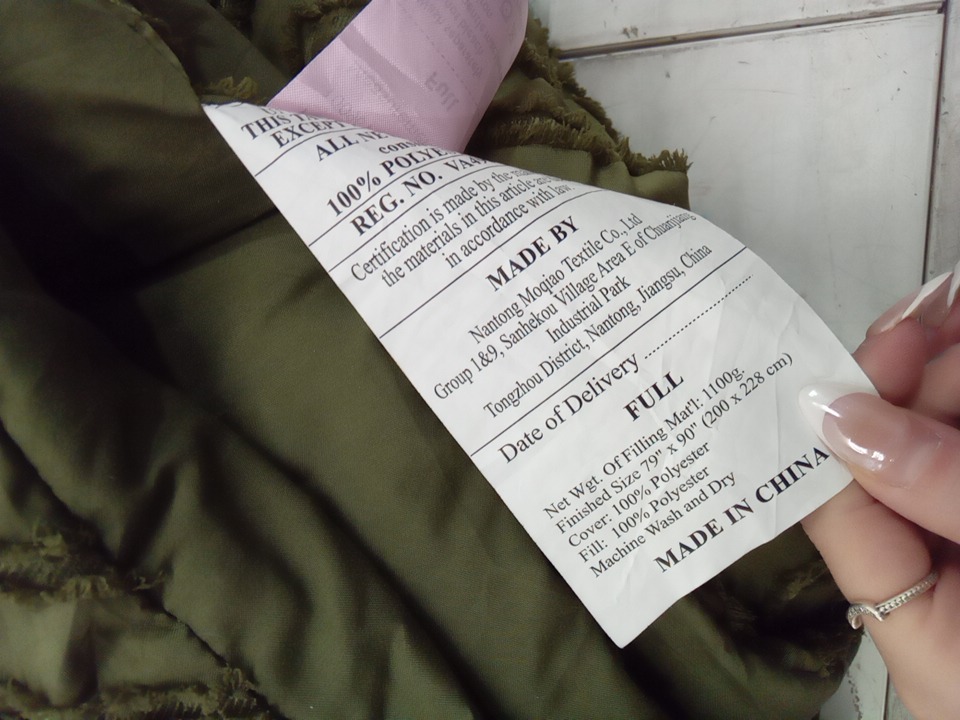 Full
THIS
EXCEPT
ALL NE
100% POLYE
REG. NO. VA
Certification is made by the
the materials in this article are
in accordance with law
MADE BY
Nantong Moqiao Textile Co., Ltd
Group 1&9, Sanhekou Village Area E of Chuanjiang
Industrial Park
Tongzhou District, Nantong, Jiangsu, China
Date of Delivery ........................
FULL
Net Wgt. Of Filling Mat'l: 1100g.
Finished Size 79" x 90" (200 x 228 cm)
Cover: 100% Polyester
Fill: 100% Polyester
Machine Wash and Dry
MADE IN CHINA